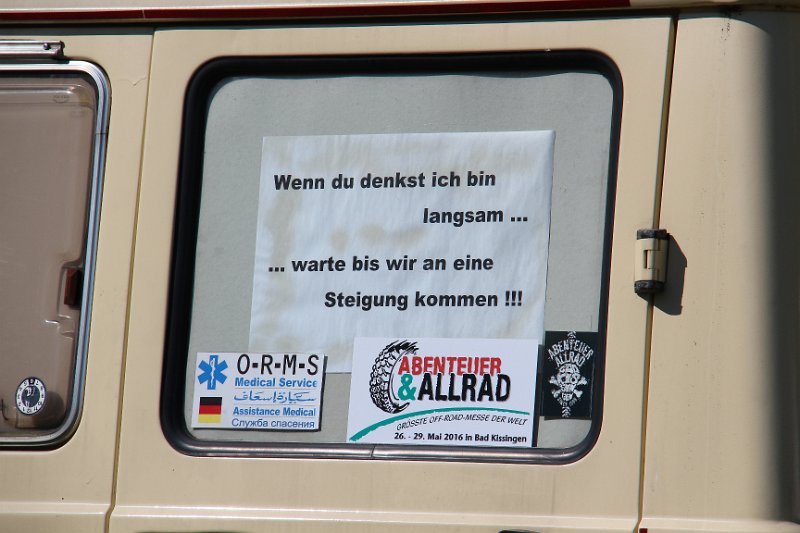 Wenn du denkst ich bin
langsam ...
... warte bis wir an eine
Steigung kommen !!!
O-R-M-S
Medical Service
سيارة إسعاف
Assistance Medical
Служба спасения
ABENTEUER
& ALLRAD
GRÖSSTE OFF-ROAD-MESSE DER WELT
26. - 29. Mai 2016 in Bad Kissingen
ABENTEUER
ALLRAD